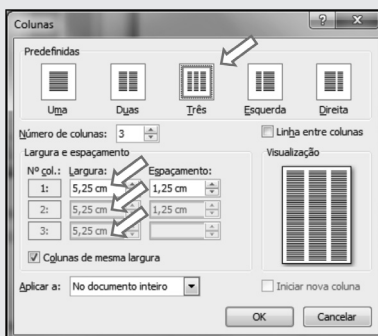 Colunas
Predefinidas
Uma Duas Três Esquerda Direita
Número de colunas: 3 Linha entre colunas
Largura e espaçamento Visualização
Nº col.: Largura: Espaçamento:
1: 5,25 cm 1,25 cm
2: 5,25 cm 1,25 cm
3: 5,25 cm
Colunas de mesma largura
Aplicar a: No documento inteiro Iniciar nova coluna
OK Cancelar